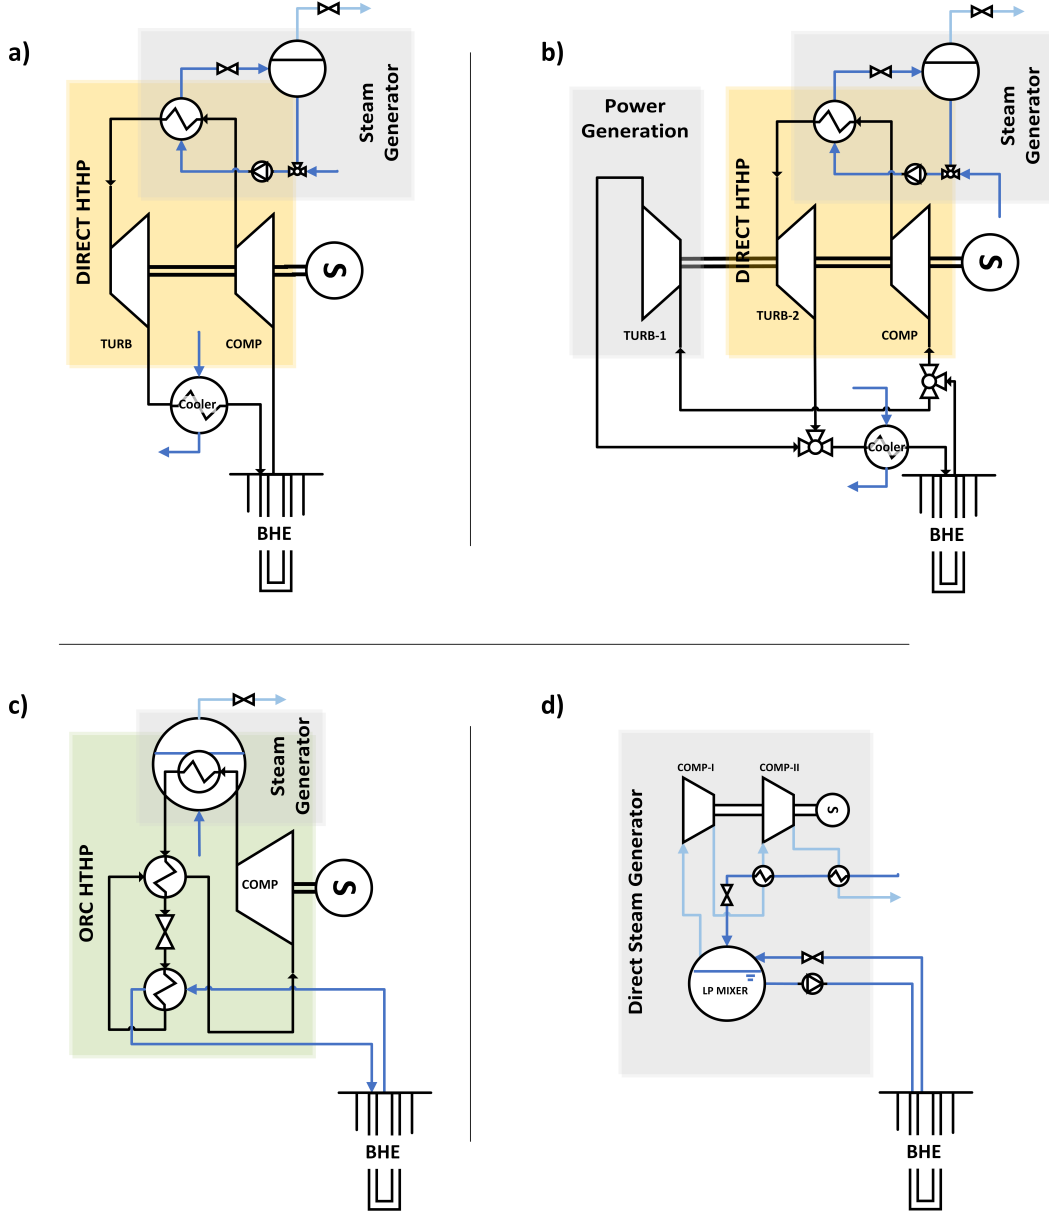 a)
Steam
Generator
DIRECT HTHP
S
TURB
COMP
Cooler
BHE
b)
Power
Generation
Steam
Generator
DIRECT HTHP
S
TURB-1
TURB-2
COMP
Cooler
BHE
c)
Steam
Generator
ORC HTHP
COMP
S
BHE
d)
COMP-I
COMP-II
S
Direct Steam Generator
LP MIXER
BHE